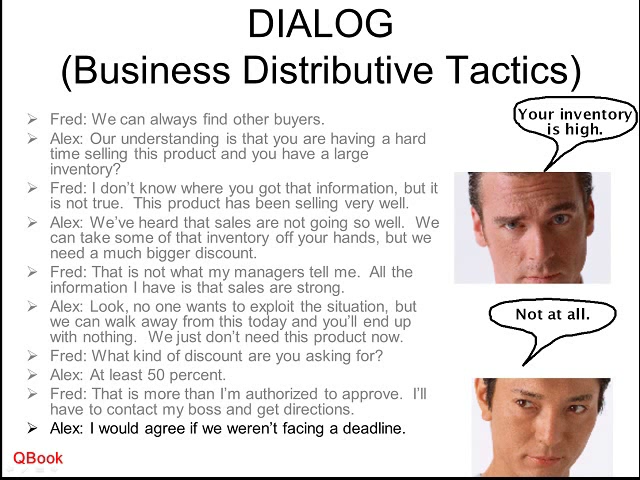 DIALOG
(Business Distributive Tactics)
➢ Fred: We can always find other buyers.
➢ Alex: Our understanding is that you are having a hard
time selling this product and you have a large
inventory?
➢ Fred: I don’t know where you got that information, but it
is not true.  This product has been selling very well.
➢ Alex: We’ve heard that sales are not going so well.  We
can take some of that inventory off your hands, but we
need a much bigger discount.
➢ Fred: That is not what my managers tell me.  All the
information I have is that sales are strong.
➢ Alex: Look, no one wants to exploit the situation, but
we can walk away from this today and you’ll end up
with nothing.  We just don’t need this product now.
➢ Fred: What kind of discount are you asking for?
➢ Alex: At least 50 percent.
➢ Fred: That is more than I’m authorized to approve.  I’ll
have to contact my boss and get directions.
➢ Alex: I would agree if we weren’t facing a deadline.
Your inventory
is high.
Not at all.
QBook